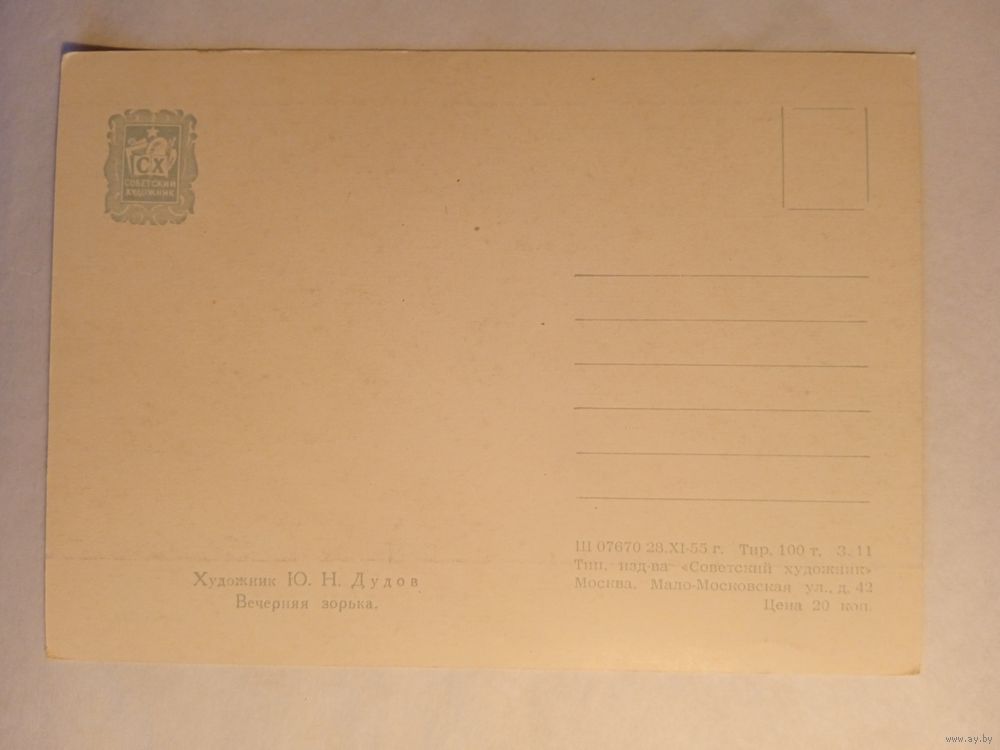 СХ
СОВЕТСКИЙ
ХУДОЖНИК
Художник Ю. Н. Дудов
Вечерняя зорька.
Ш 07670 28.XI-55 г. Тир. 100 т. З. 11
Тип. изд-ва «Советский художник»
Москва. Мало-Московская ул., д. 42
Цена 20 коп.
www.ay.by